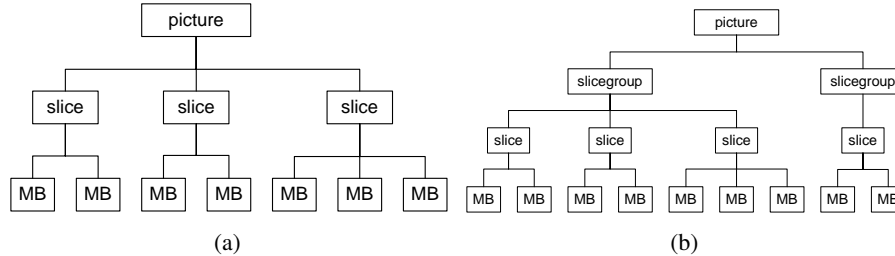 picture
slice slice slice
MB MB MB MB MB MB MB
(a)
picture
slicegroup slicegroup
slice slice slice slice
MB MB MB MB MB MB MB MB MB
(b)